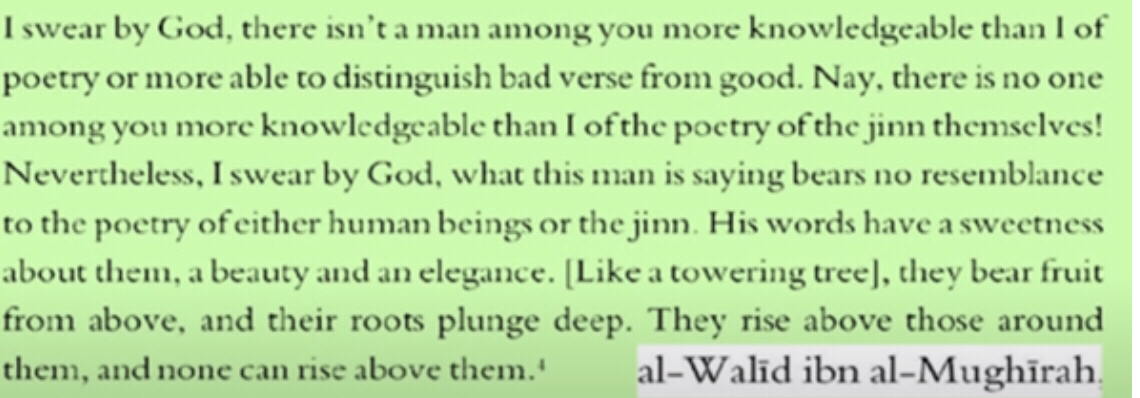 I swear by God, there isn't a man among you more knowledgeable than I of
poetry or more able to distinguish bad verse from good. Nay, there is no one
among you more knowledgeable than I of the poetry of the jinn themselves!
Nevertheless, I swear by God, what this man is saying bears no resemblance
to the poetry of either human beings or the jinn. His words have a sweetness
about them, a beauty and an elegance. [Like a towering tree], they bear fruit
from above, and their roots plunge deep. They rise above those around
them, and none can rise above them.⁴ al-Walīd ibn al-Mughīrah.